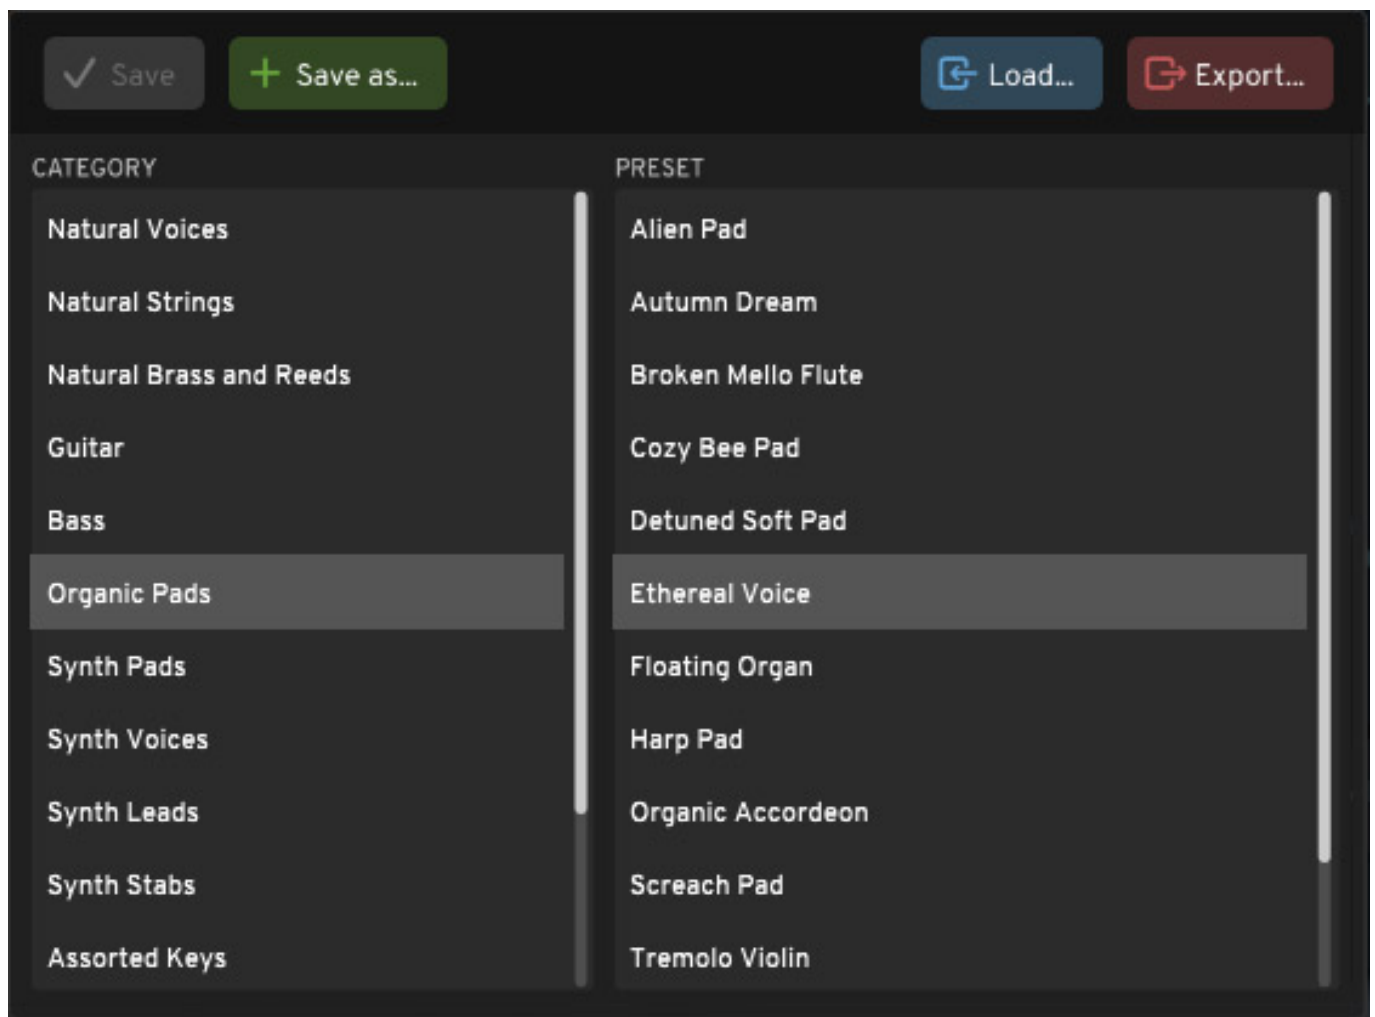 Save
Save as...
Load...
Export...
CATEGORY
Natural Voices
Natural Strings
Natural Brass and Reeds
Guitar
Bass
Organic Pads
Synth Pads
Synth Voices
Synth Leads
Synth Stabs
Assorted Keys
PRESET
Alien Pad
Autumn Dream
Broken Mello Flute
Cozy Bee Pad
Detuned Soft Pad
Ethereal Voice
Floating Organ
Harp Pad
Organic Accordeon
Screach Pad
Tremolo Violin